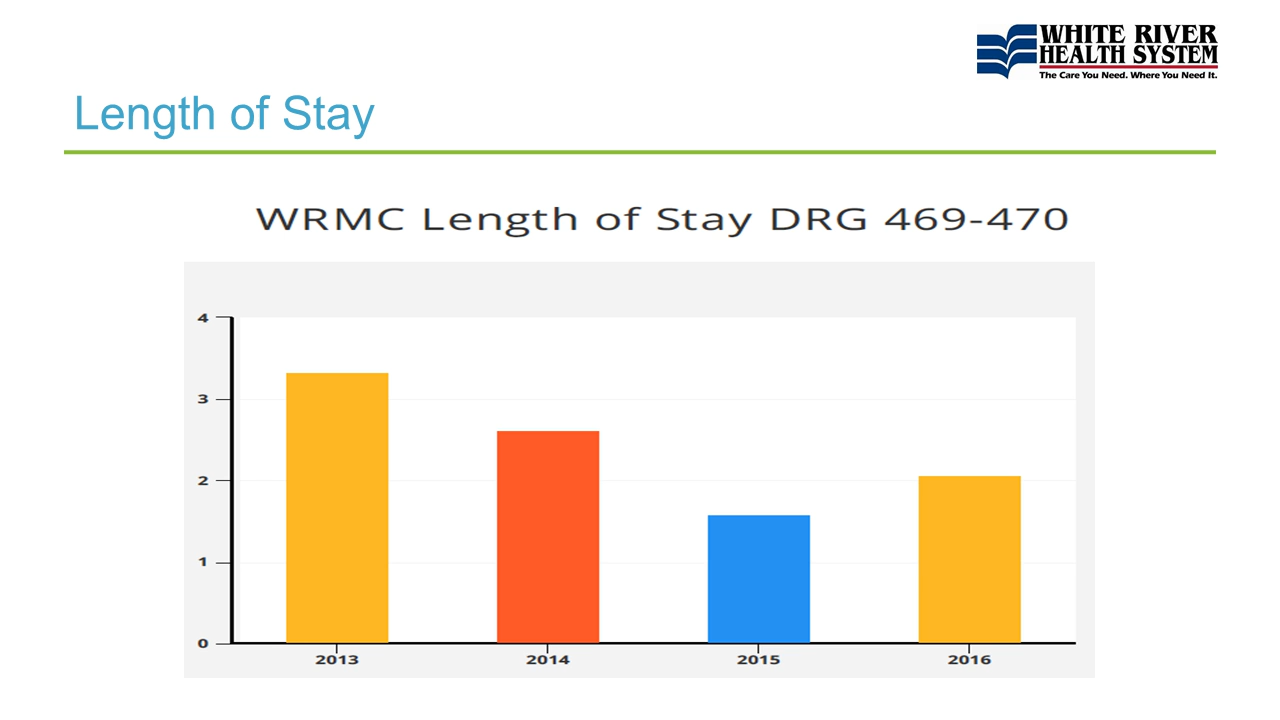 WHITE RIVER
HEALTH SYSTEM
The Care You Need. Where You Need It.
Length of Stay
WRMC Length of Stay DRG 469-470
4
3
2
1
0
2013 2014 2015 2016